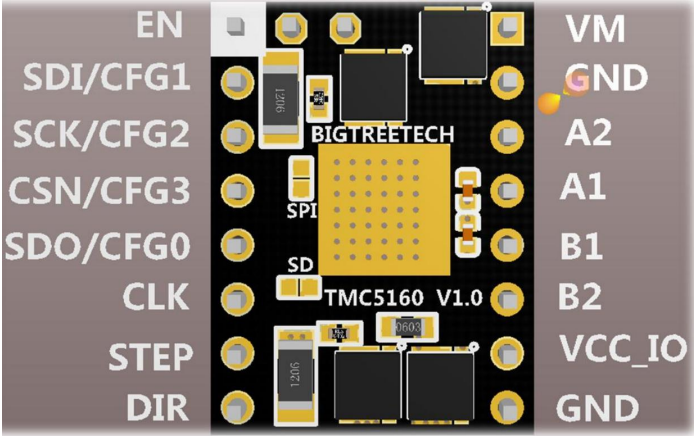 EN
VM
SDI/CFG1
GND
1206
BIGTREETECH
SCK/CFG2
A2
CSN/CFG3
A1
SPI
SDO/CFG0
B1
SD
CLK
TMC5160 V1.0
B2
0603
STEP
VCC_IO
1206
DIR
GND